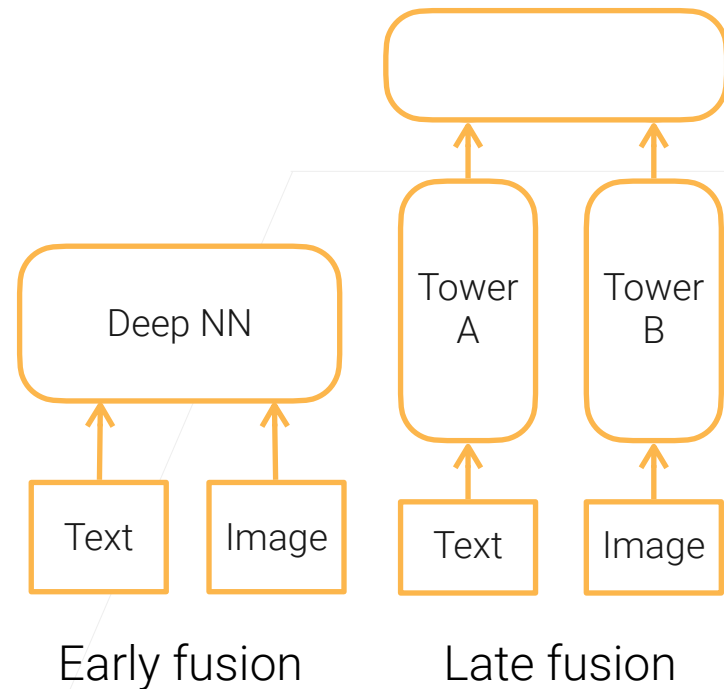 Deep NN
Text
Image
Early fusion
Tower
A
Tower
B
Text
Image
Late fusion